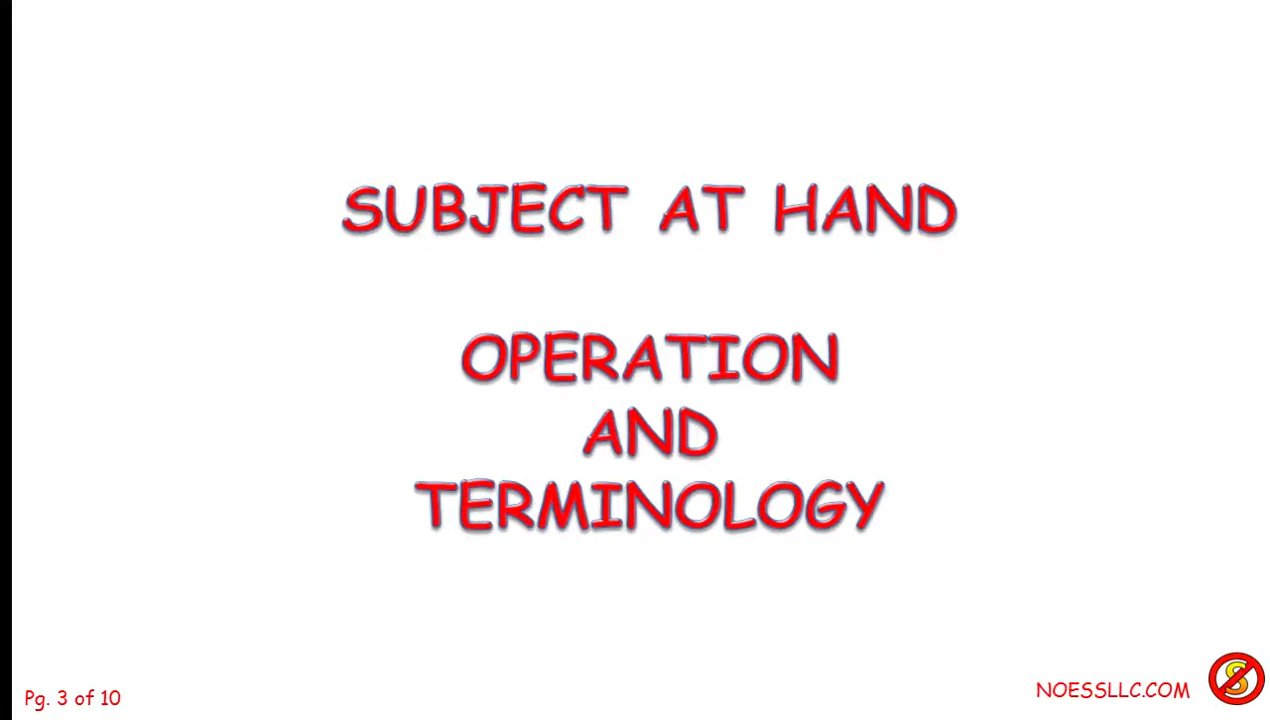 SUBJECT AT HAND
OPERATION
AND
TERMINOLOGY
Pg. 3 of 10
NOESSLLC.COM
S